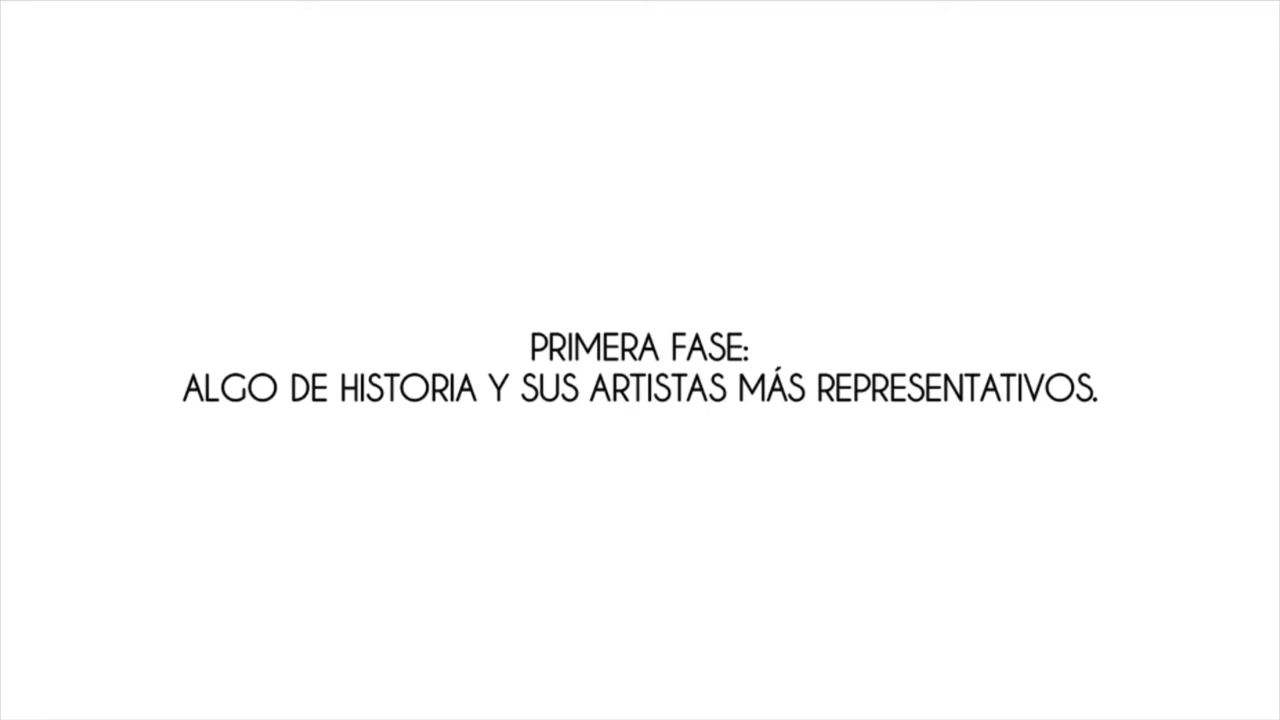 PRIMERA FASE:
ALGO DE HISTORIA Y SUS ARTISTAS MÁS REPRESENTATIVOS.